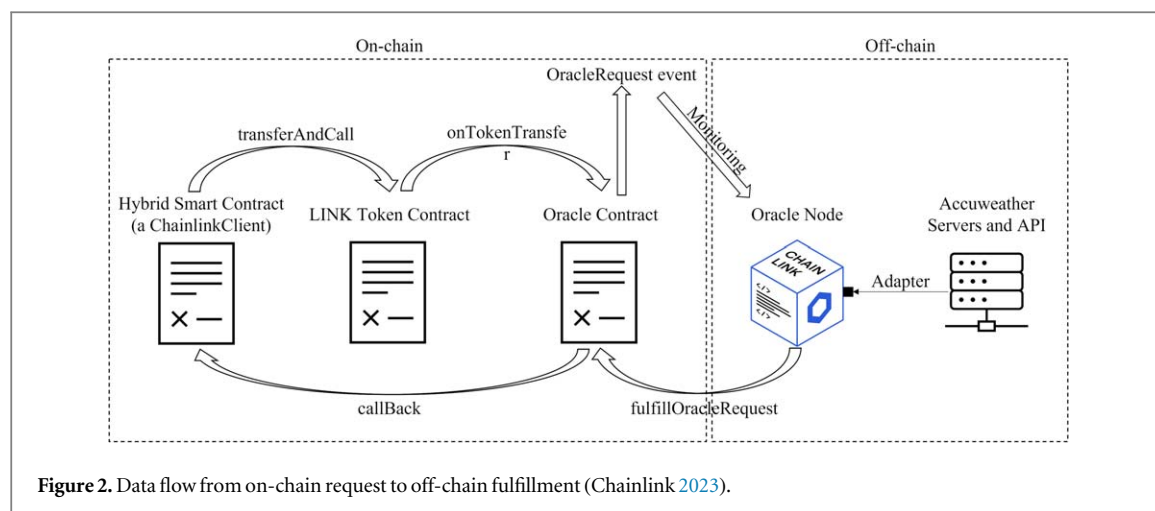 On-chain
Off-chain
OracleRequest event
Monitoring
transferAndCall
onTokenTransfe
r
Hybrid Smart Contract
(a ChainlinkClient)
LINK Token Contract
Oracle Contract
Oracle Node
Accuweather
Servers and API
CHAIN
LINK
Adapter
callBack
fulfillOracleRequest
Figure 2. Data flow from on-chain request to off-chain fulfillment (Chainlink 2023).